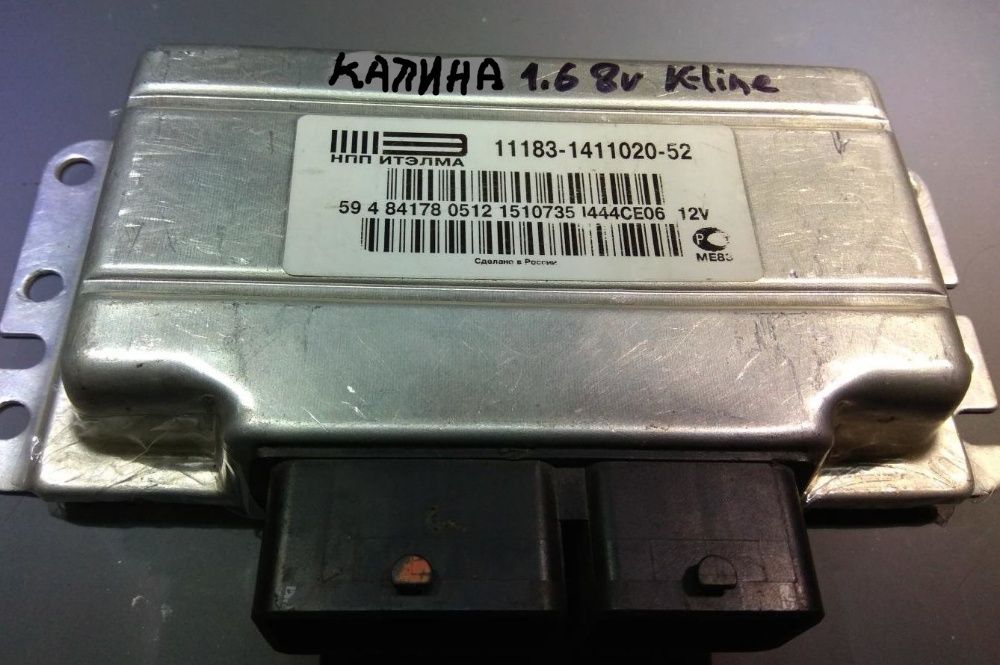 КАЛИНА 1.6 8v K-line
НПП ИТЭЛМА
11183-1411020-52
59 4 84178 0512 1510735 I444CE06 12V
Сделано в России
МЕ83